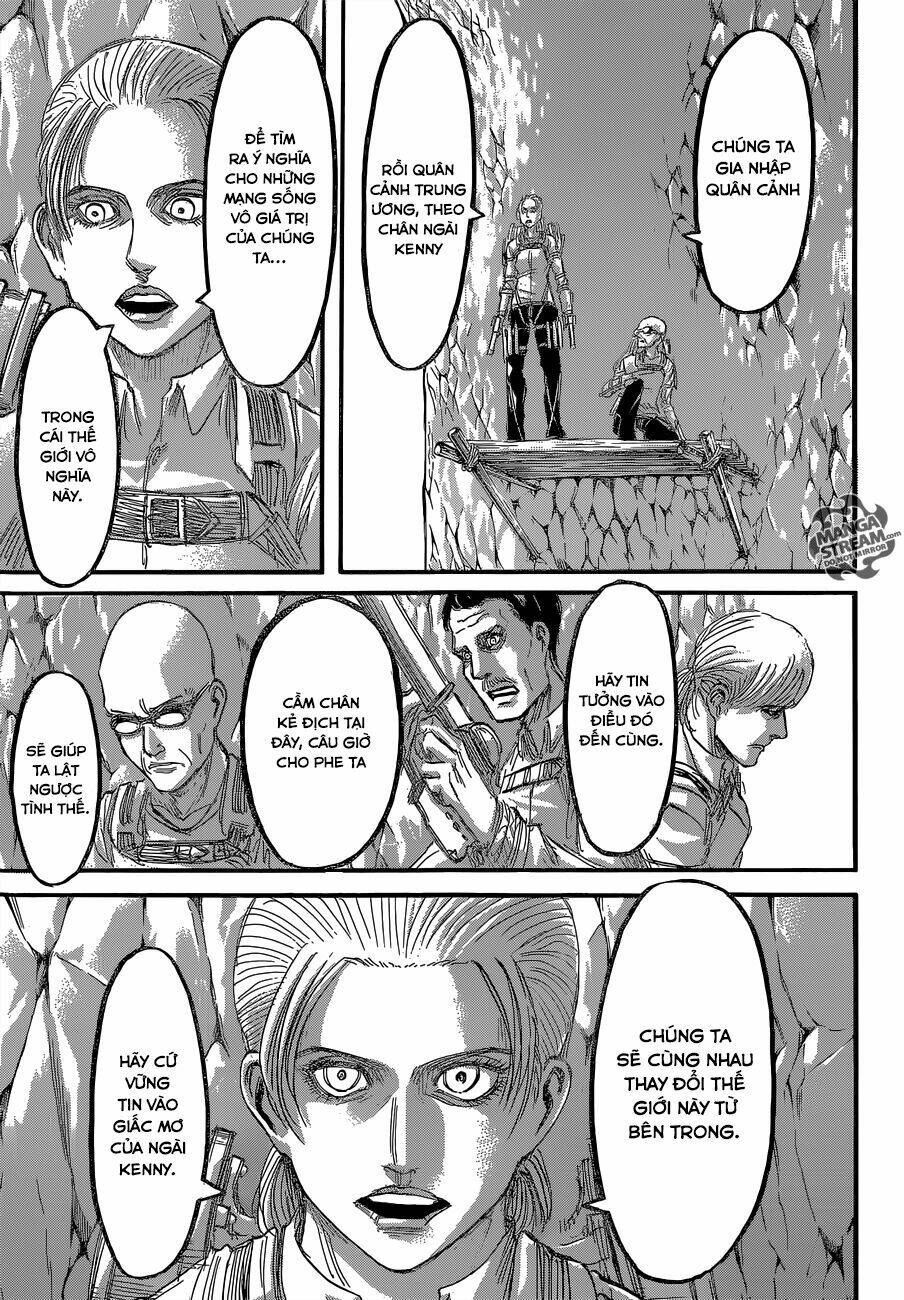 CHÚNG TA
GIA NHẬP
QUÂN CẢNH
RỒI QUÂN
CẢNH TRUNG
ƯƠNG, THEO
CHÂN NGÀI
KENNY
ĐỂ TÌM
RA Ý NGHĨA
CHO NHỮNG
MẠNG SỐNG
VÔ GIÁ TRỊ
CỦA CHÚNG
TA...
TRONG
CÁI THẾ
GIỚI VÔ
NGHĨA
NÀY.
MANGA
STREAM.com
DO NOT MIRROR
HÃY TIN
TƯỞNG VÀO
ĐIỀU ĐÓ
ĐẾN CÙNG.
CẦM CHÂN
KẺ ĐỊCH TẠI
ĐÂY, CÂU GIỜ
CHO PHE TA
SẼ GIÚP
TA LẬT
NGƯỢC
TÌNH THẾ.
CHÚNG TA
SẼ CÙNG NHAU
THAY ĐỔI THẾ
GIỚI NÀY TỪ
BÊN TRONG.
HÃY CỨ
VỮNG
TIN VÀO
GIẤC MƠ
CỦA NGÀI
KENNY.